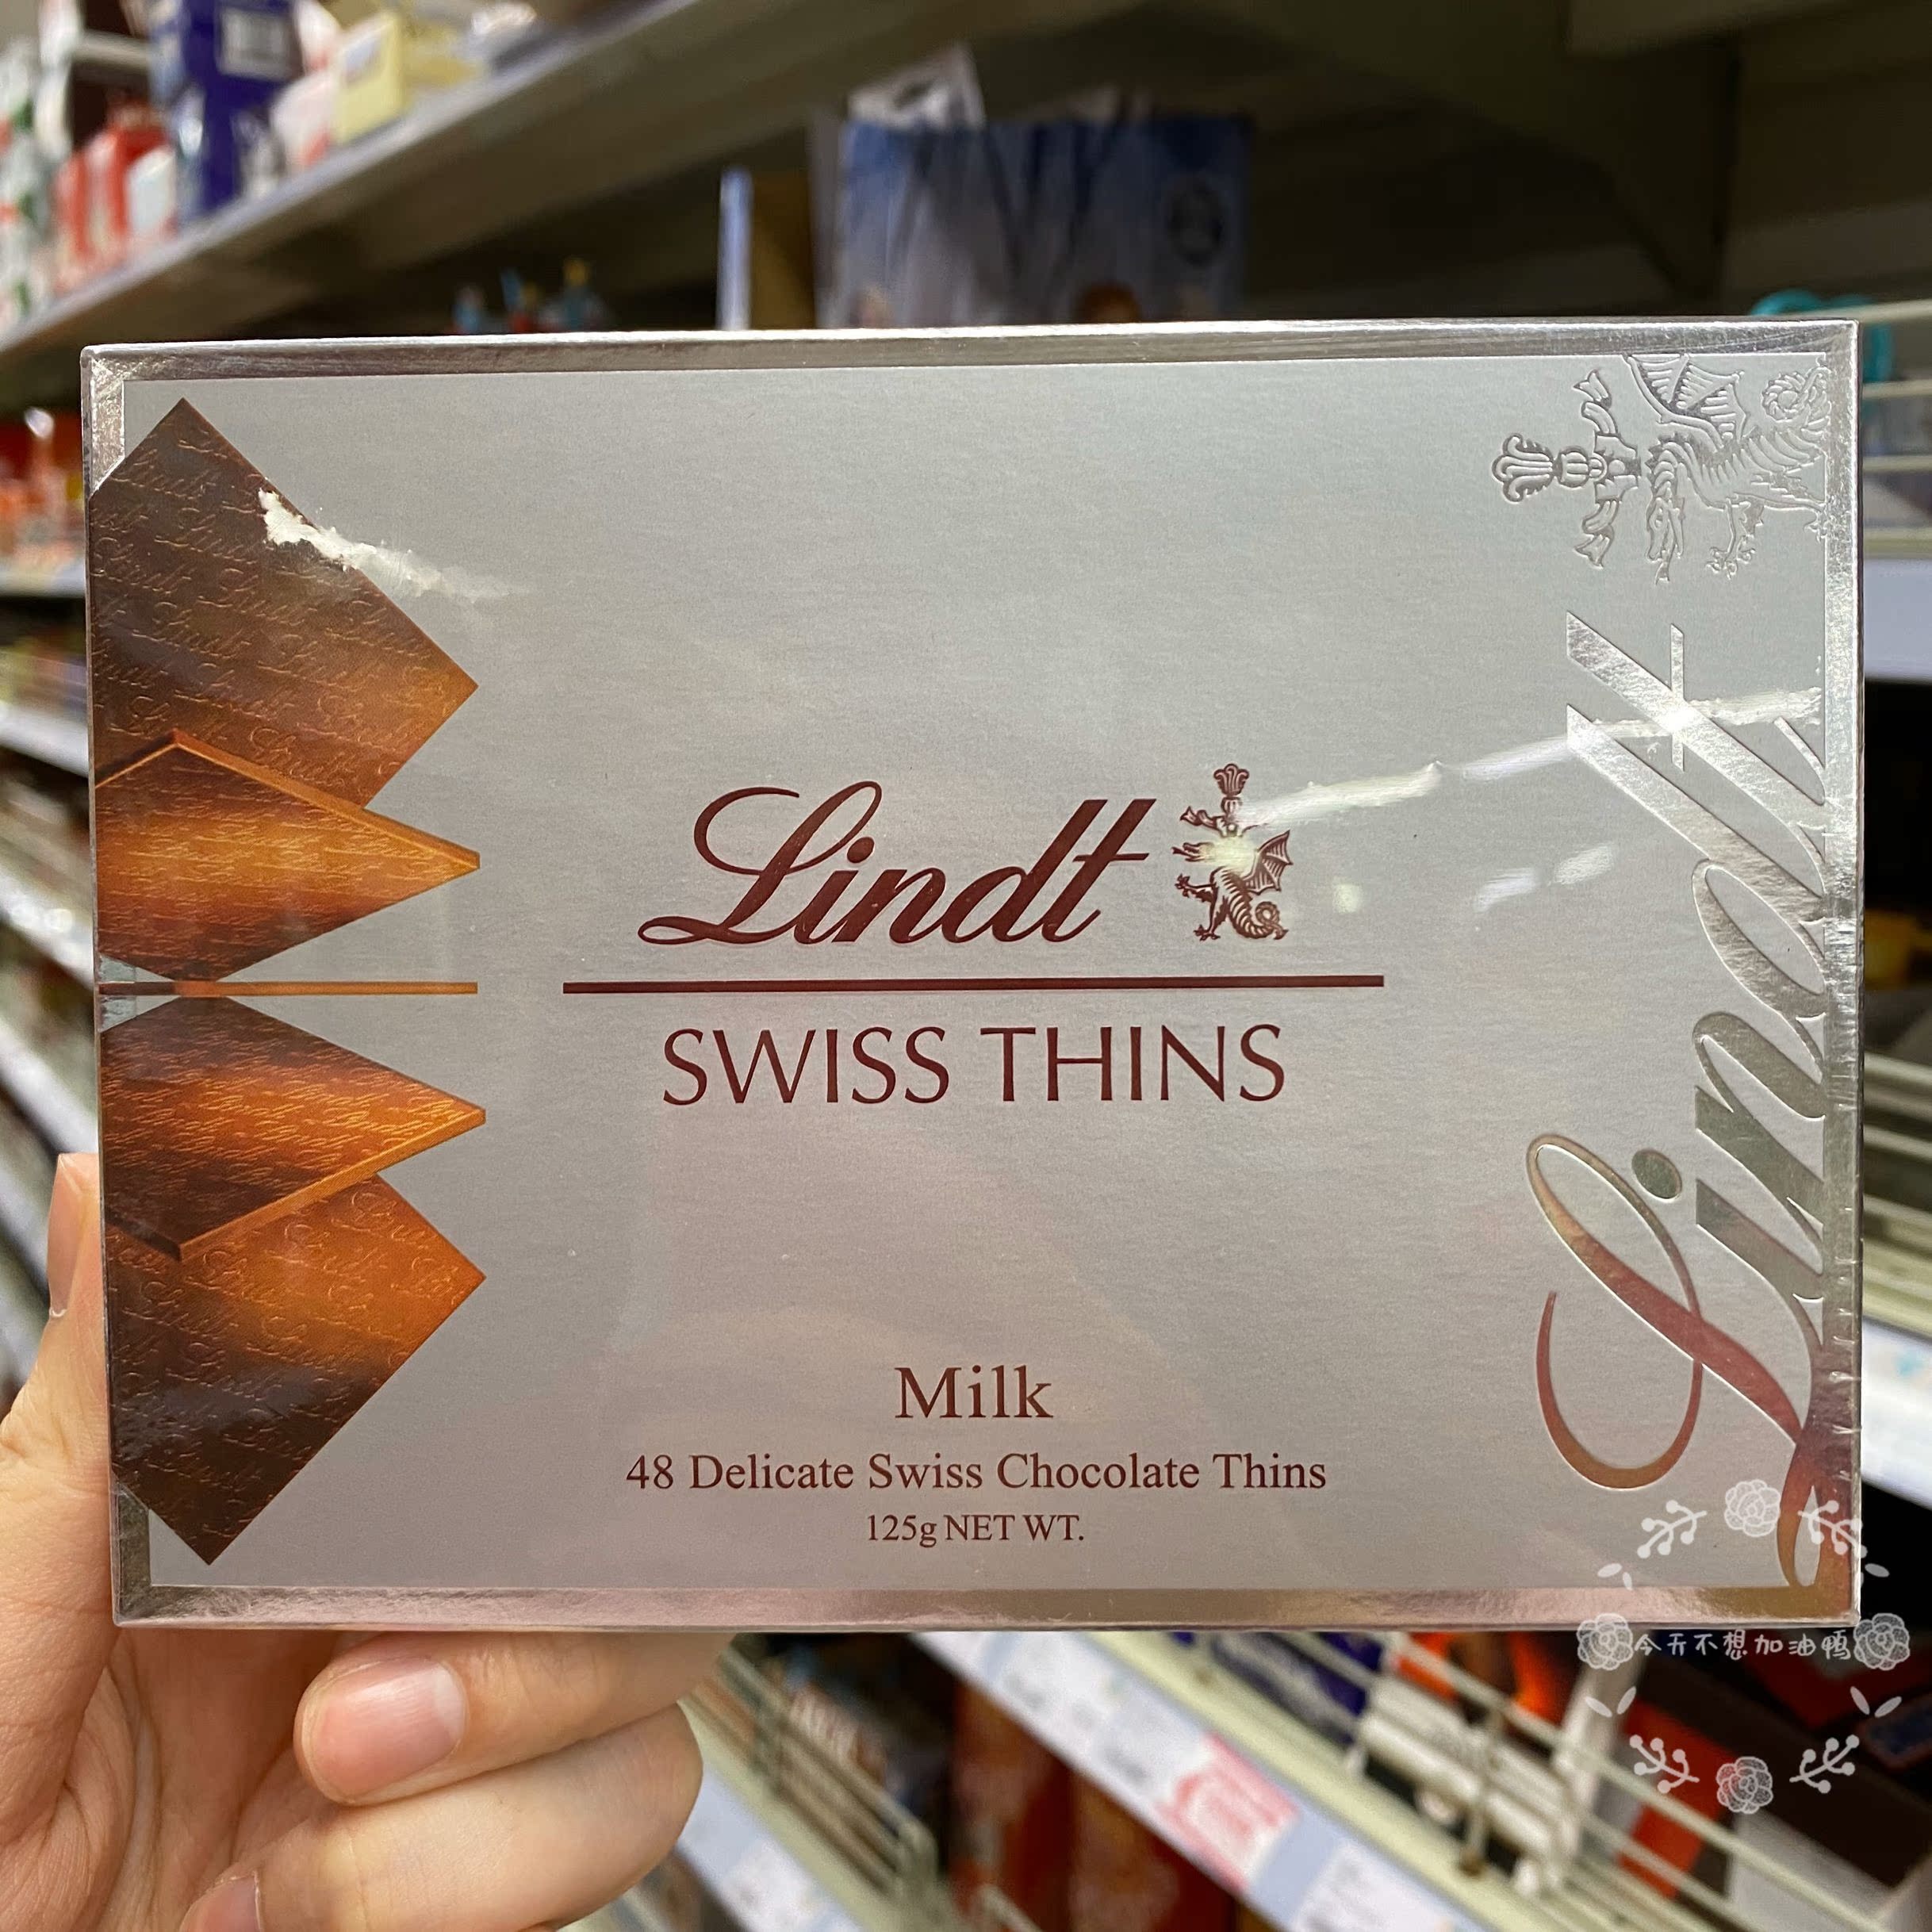 Lindt
SWISS THINS
Milk
48 Delicate Swiss Chocolate Thins
125g NET WT.
Lindt
今天不想加油鸭